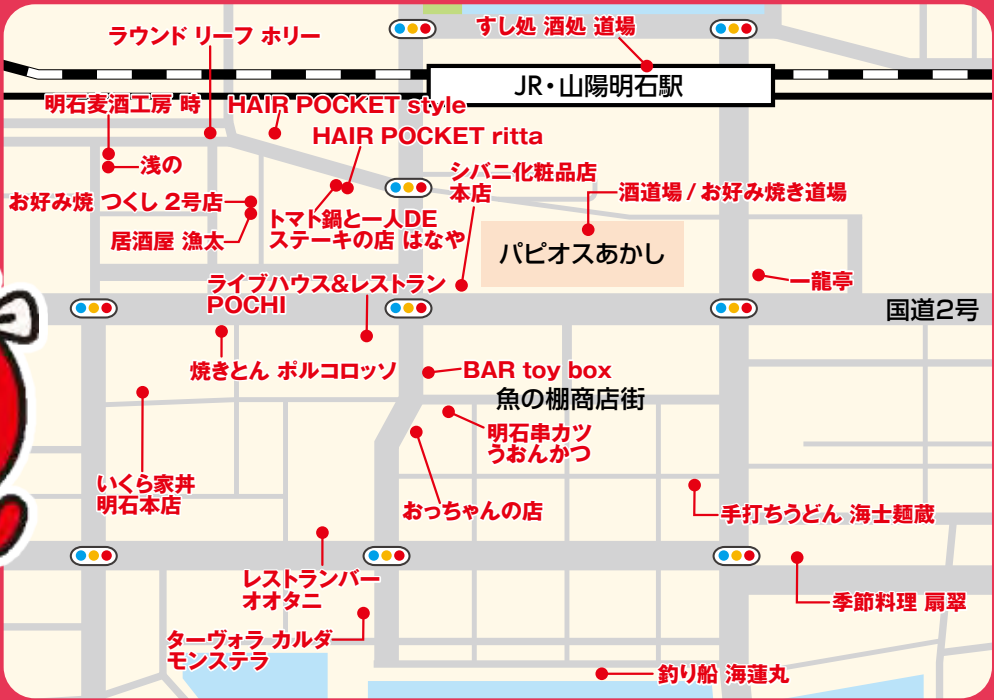 ラウンド リーフ ホリー
すし処 酒処 道場
JR・山陽明石駅
明石麦酒工房 時
HAIR POCKET style
HAIR POCKET ritta
浅の
シバニ化粧品店
本店
酒道場 / お好み焼き道場
お好み焼 つくし 2号店
トマト鍋と一人DE
ステーキの店 はなや
居酒屋 漁太
パピオスあかし
一龍亭
ライブハウス&レストラン
POCHI
国道2号
焼きとん ポルコロッソ
BAR toy box
魚の棚商店街
明石串カツ
うおんかつ
いくら家丼
明石本店
おっちゃんの店
手打ちうどん 海士麺蔵
レストランバー
オオタニ
季節料理 扇翠
ターヴォラ カルダ
モンステラ
釣り船 海蓮丸